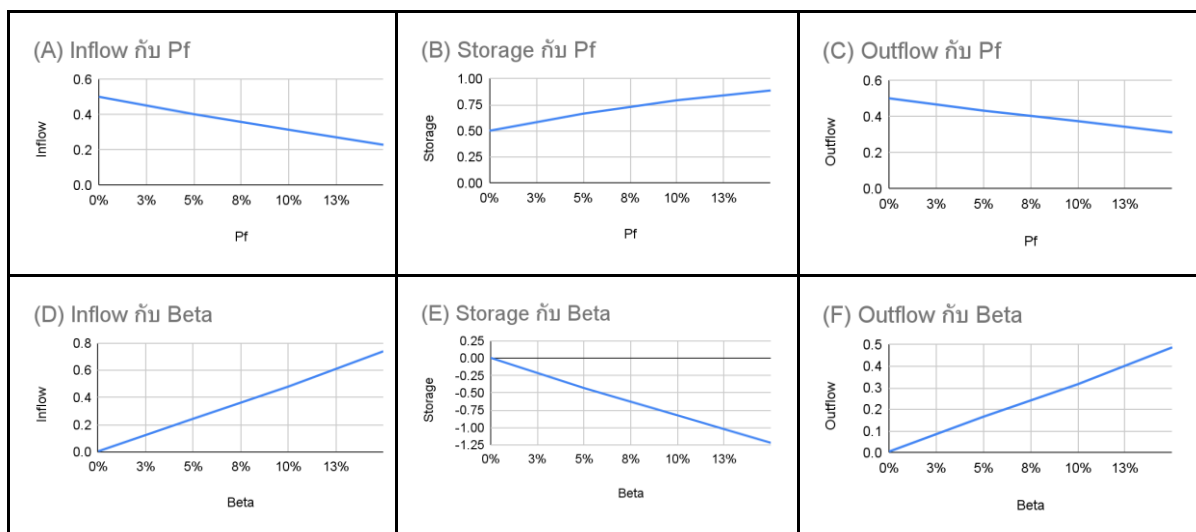 (A) Inflow กับ Pf
0.6
0.4
0.2
0.0
Inflow
0% 3% 5% 8% 10% 13%
Pf
(B) Storage กับ Pf
1.00
0.75
0.50
0.25
0.00
Storage
0% 3% 5% 8% 10% 13%
Pf
(C) Outflow กับ Pf
0.6
0.4
0.2
0.0
Outflow
0% 3% 5% 8% 10% 13%
Pf
(D) Inflow กับ Beta
0.8
0.6
0.4
0.2
0.0
Inflow
0% 3% 5% 8% 10% 13%
Beta
(E) Storage กับ Beta
0.25
0.00
-0.25
-0.50
-0.75
-1.00
-1.25
Storage
0% 3% 5% 8% 10% 13%
Beta
(F) Outflow กับ Beta
0.5
0.4
0.3
0.2
0.1
0.0
Outflow
0% 3% 5% 8% 10% 13%
Beta